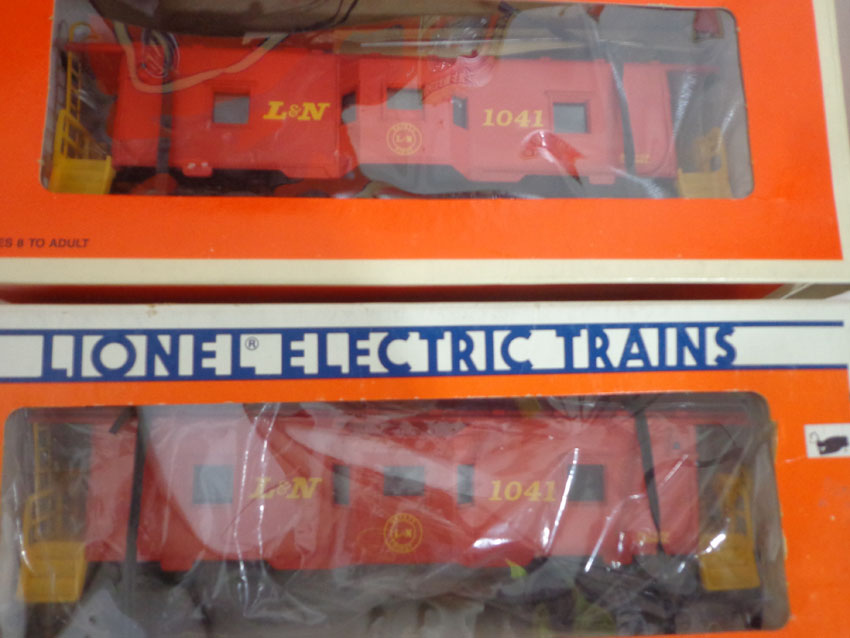 L&N
1041
L&N
ES 8 TO ADULT
LIONEL® ELECTRIC TRAINS
L&N
1041
L&N